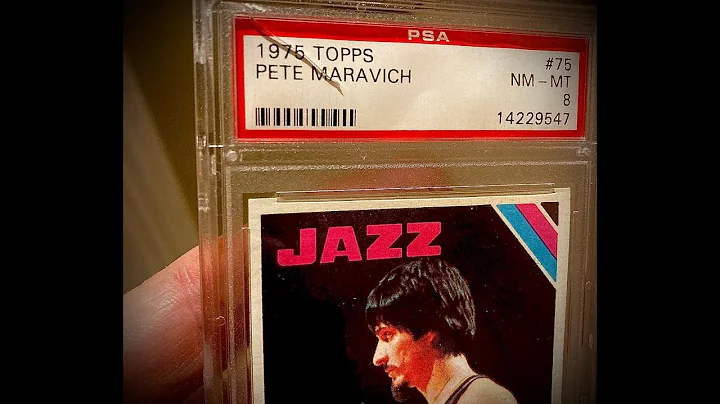 PSA
1975 TOPPS #75
PETE MARAVICH NM - MT
8
14229547
JAZZ